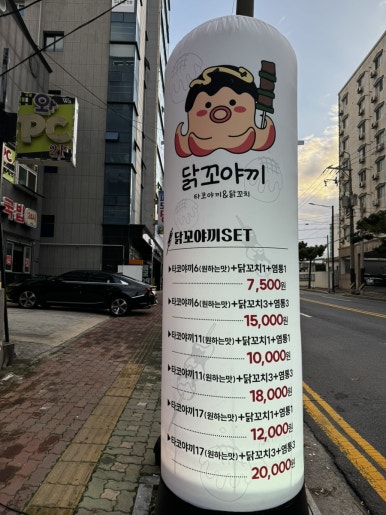 와
PC
닭꼬야끼
타코야끼&닭꼬치
닭꼬야끼SET
▶타코야끼6(원하는맛)+닭꼬치1+염통1
7,500원
▶타코야끼6(원하는맛)+닭꼬치3+염통3
15,000원
▶타코야끼11(원하는맛)+닭꼬치1+염통1
10,000원
▶타코야끼11(원하는맛)+닭꼬치3+염통3
18,000원
▶타코야끼17(원하는맛)+닭꼬치1+염통1
12,000원
▶타코야끼17(원하는맛)+닭꼬치3+염통3
20,000원